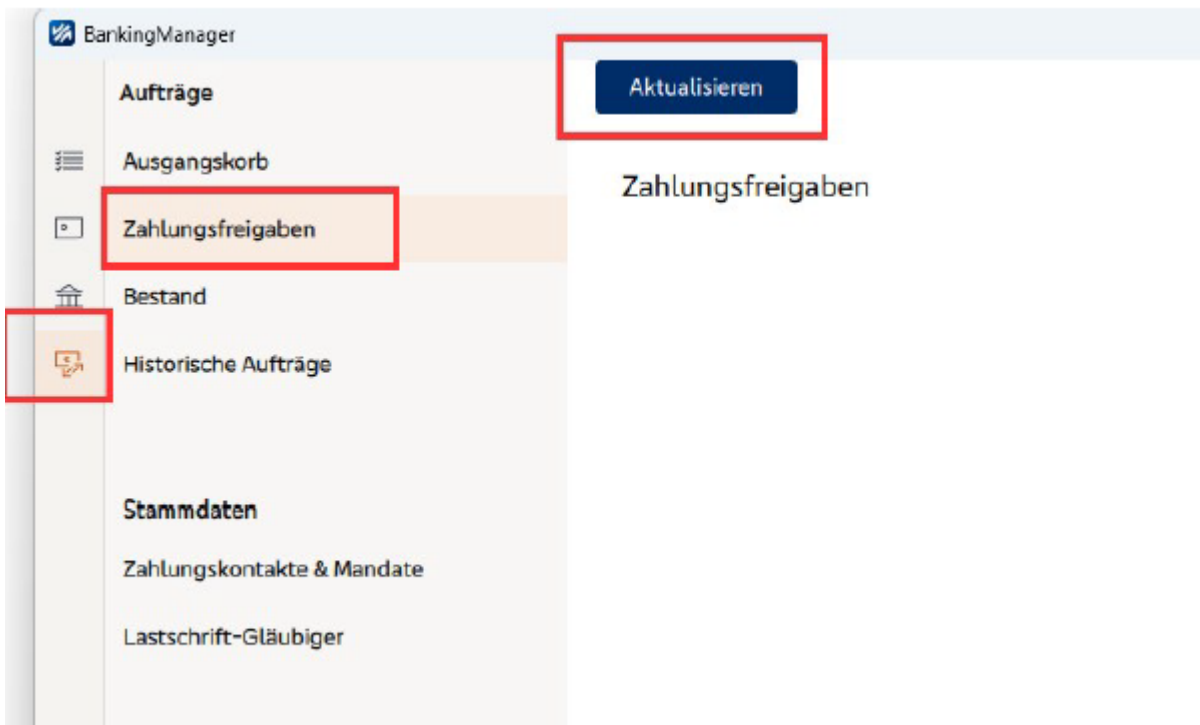 BankingManager
Aufträge
Ausgangskorb
Zahlungsfreigaben
Bestand
Historische Aufträge
Stammdaten
Zahlungskontakte & Mandate
Lastschrift-Gläubiger
Aktualisieren
Zahlungsfreigaben